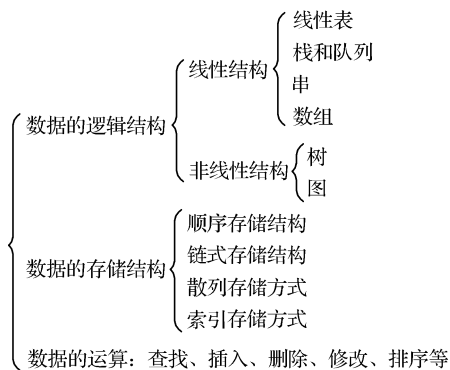 数据的逻辑结构
线性结构
线性表
栈和队列
串
数组
非线性结构
树
图
数据的存储结构
顺序存储结构
链式存储结构
散列存储方式
索引存储方式
数据的运算：查找、插入、删除、修改、排序等